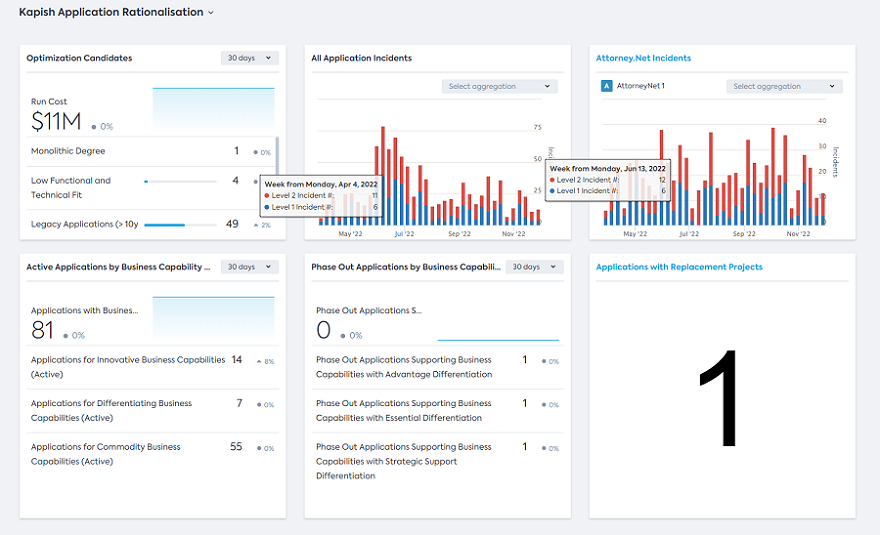 Kapish Application Rationalisation
Optimization Candidates
30 days
Run Cost
$11M
0%
Monolithic Degree
1
0%
Low Functional and
Technical Fit
4
Legacy Applications (> 10y
49
2%
All Application Incidents
Select aggregation
75
50
25
0
Week from Monday, Apr 4, 2022
Level 2 Incident #: 11
Level 1 Incident #: 6
May '22
Jul '22
Sep '22
Nov '22
Attorney.Net Incidents
A
AttorneyNet 1
Select aggregation
40
30
20
10
0
Incidents
Week from Monday, Jun 13, 2022
Level 2 Incident #: 12
Level 1 Incident #: 6
May '22
Jul '22
Sep '22
Nov '22
Active Applications by Business Capability ...
30 days
Applications with Busines...
81
0%
Applications for Innovative Business Capabilities
(Active)
14
8%
Applications for Differentiating Business
Capabilities (Active)
7
0%
Applications for Commodity Business
Capabilities (Active)
55
0%
Phase Out Applications by Business Capabili...
30 days
Phase Out Applications S...
0
0%
Phase Out Applications Supporting Business
Capabilities with Advantage Differentiation
1
0%
Phase Out Applications Supporting Business
Capabilities with Essential Differentiation
1
0%
Phase Out Applications Supporting Business
Capabilities with Strategic Support
Differentiation
1
0%
Applications with Replacement Projects
1